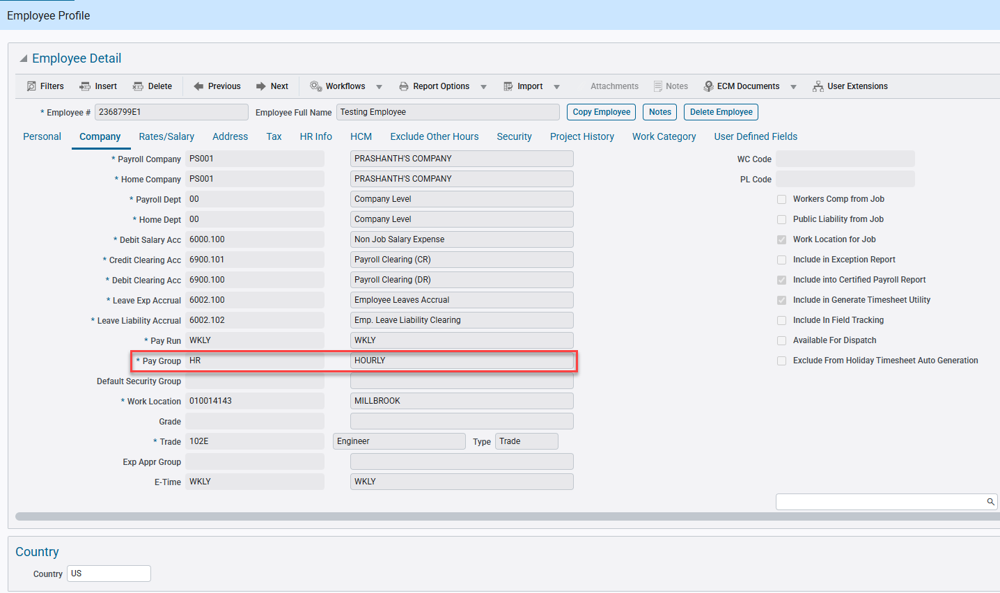 Employee Profile
Employee Detail
Filters Insert Delete Previous Next Workflows Report Options Import Attachments Notes ECM Documents User Extensions
* Employee # 2368799E1 Employee Full Name Testing Employee Copy Employee Notes Delete Employee
Personal Company Rates/Salary Address Tax HR Info HCM Exclude Other Hours Security Project History Work Category User Defined Fields
* Payroll Company PS001 PRASHANTH'S COMPANY WC Code
* Home Company PS001 PRASHANTH'S COMPANY PL Code
* Payroll Dept 00 Company Level Workers Comp from Job
* Home Dept 00 Company Level Public Liability from Job
* Debit Salary Acc 6000.100 Non Job Salary Expense Work Location for Job
* Credit Clearing Acc 6900.101 Payroll Clearing (CR) Include in Exception Report
* Debit Clearing Acc 6900.100 Payroll Clearing (DR) Include into Certified Payroll Report
* Leave Exp Accrual 6002.100 Employee Leaves Accrual Include in Generate Timesheet Utility
* Leave Liability Accrual 6002.102 Emp. Leave Liability Clearing Include In Field Tracking
* Pay Run WKLY WKLY Available For Dispatch
* Pay Group HR HOURLY Exclude From Holiday Timesheet Auto Generation
Default Security Group
* Work Location 010014143 MILLBROOK
Grade
* Trade 102E Engineer Type Trade
Exp Appr Group
E-Time WKLY WKLY
Country
Country US